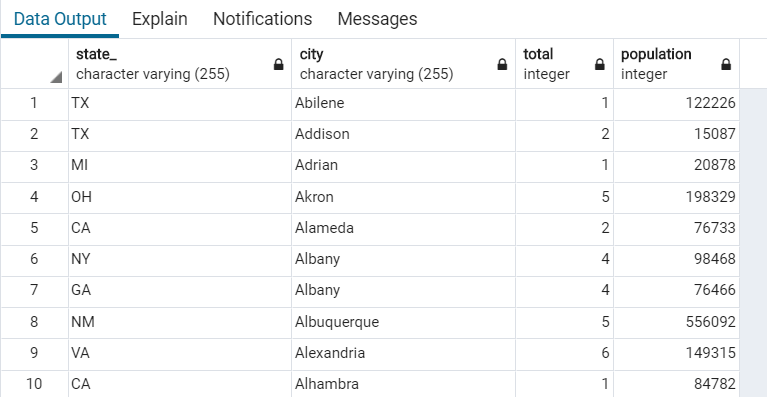 Data Output Explain Notifications Messages
state_ city total population
character varying (255) character varying (255) integer integer
1 TX Abilene 1 122226
2 TX Addison 2 15087
3 MI Adrian 1 20878
4 OH Akron 5 198329
5 CA Alameda 2 76733
6 NY Albany 4 98468
7 GA Albany 4 76466
8 NM Albuquerque 5 556092
9 VA Alexandria 6 149315
10 CA Alhambra 1 84782